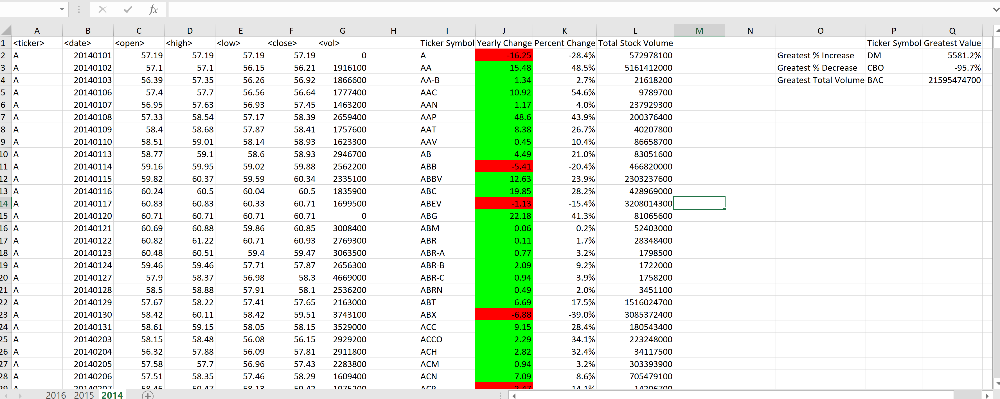 fx
A B C D E F G H I J K L M N O P Q
1 <ticker> <date> <open> <high> <low> <close> <vol> Ticker Symbol Yearly Change Percent Change Total Stock Volume Ticker Symbol Greatest Value
2 A 20140101 57.19 57.19 57.19 57.19 0 A -16.25 -28.4% 572978100 Greatest % Increase DM 5581.2%
3 A 20140102 57.1 57.1 56.15 56.21 1916100 AA 15.48 48.5% 5161412000 Greatest % Decrease CBO -95.7%
4 A 20140103 56.39 57.35 56.26 56.92 1866600 AA-B 1.34 2.7% 21618200 Greatest Total Volume BAC 21595474700
5 A 20140106 57.4 57.7 56.56 56.64 1777400 AAC 10.92 54.6% 9789700
6 A 20140107 56.95 57.63 56.93 57.45 1463200 AAN 1.17 4.0% 237929300
7 A 20140108 57.33 58.54 57.17 58.39 2659400 AAP 48.6 43.9% 200376400
8 A 20140109 58.4 58.68 57.87 58.41 1757600 AAT 8.38 26.7% 40207800
9 A 20140110 58.51 59.01 58.14 58.93 1623300 AAV 0.45 10.4% 86658700
10 A 20140113 58.77 59.1 58.6 58.93 2946700 AB 4.49 21.0% 83051600
11 A 20140114 59.16 59.95 59.02 59.88 2562200 ABB -5.41 -20.4% 466820000
12 A 20140115 59.82 60.37 59.59 60.34 2335100 ABBV 12.63 23.9% 2303237600
13 A 20140116 60.24 60.5 60.04 60.5 1835900 ABC 19.85 28.2% 428969000
14 A 20140117 60.83 60.83 60.33 60.71 1699500 ABEV -1.13 -15.4% 3208014300
15 A 20140120 60.71 60.71 60.71 60.71 0 ABG 22.18 41.3% 81065600
16 A 20140121 60.69 60.88 59.86 60.85 3008400 ABM 0.06 0.2% 52403000
17 A 20140122 60.82 61.22 60.71 60.93 2769300 ABR 0.11 1.7% 28348400
18 A 20140123 60.48 60.51 59.4 59.47 3063500 ABR-A 0.77 3.2% 1798500
19 A 20140124 59.46 59.46 57.71 57.87 2656300 ABR-B 2.09 9.2% 1722000
20 A 20140127 57.9 58.37 56.98 58.3 4669000 ABR-C 0.94 3.9% 1758200
21 A 20140128 58.5 58.88 57.91 58.1 2536200 ABRN 0.49 2.0% 3451100
22 A 20140129 57.67 58.22 57.41 57.65 2163000 ABT 6.69 17.5% 1516024700
23 A 20140130 58.42 60.11 58.42 59.51 3743100 ABX -6.88 -39.0% 3085372400
24 A 20140131 58.61 59.15 58.05 58.15 3529000 ACC 9.15 28.4% 180543400
25 A 20140203 58.15 58.48 56.08 56.15 2929200 ACCO 2.29 34.1% 223248000
26 A 20140204 56.32 57.88 56.09 57.81 2911800 ACH 2.82 32.4% 34117500
27 A 20140205 57.58 57.7 56.96 57.43 2283800 ACM 0.94 3.2% 303393900
28 A 20140206 57.51 58.35 57.46 58.29 1609400 ACN 7.09 8.6% 705479100
29 A 20140207 58.46 59.47 58.13 59.42 1975200
2016 2015 2014